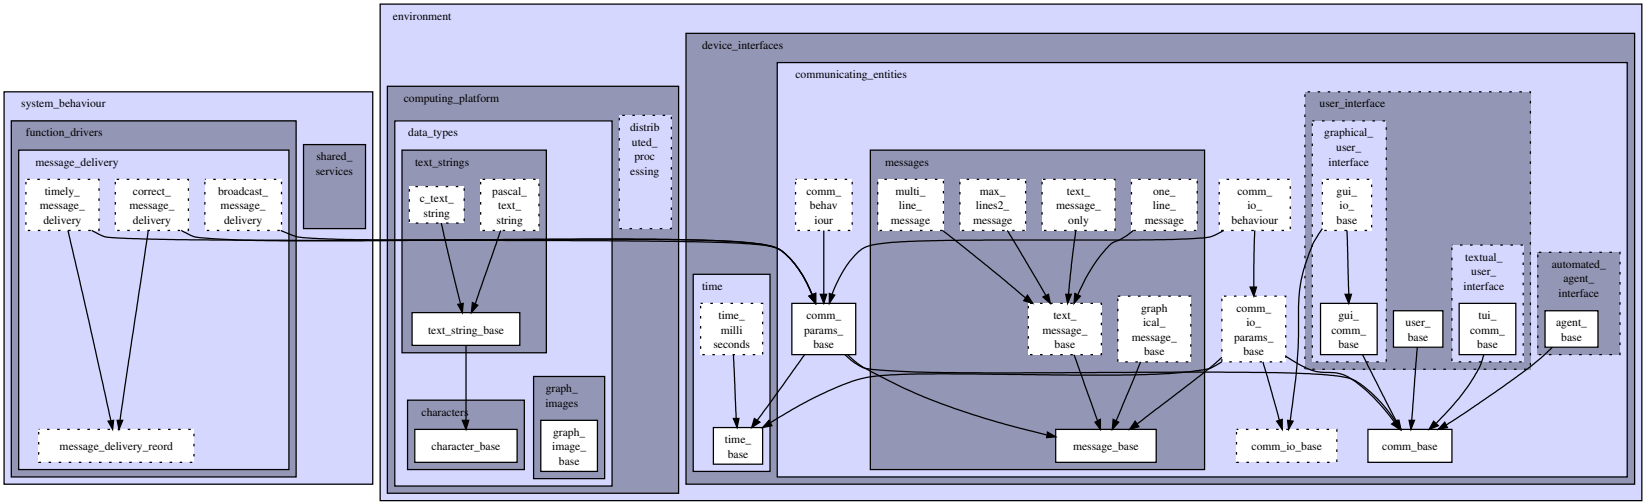 environment
device_interfaces
communicating_entities
system_behaviour
function_drivers
message_delivery
timely_
message_
delivery
correct_
message_
delivery
broadcast_
message_
delivery
message_delivery_reord
shared_
services
computing_platform
data_types
text_strings
c_text_
string
pascal_
text_
string
text_string_base
characters
character_base
graph_
images
graph_
image_
base
distrib
uted_
proc
essing
time
time_
milli
seconds
time_
base
comm_
behav
iour
comm_
params_
base
messages
multi_
line_
message
max_
lines2_
message
text_
message_
only
one_
line_
message
text_
message_
base
graph
ical_
message_
base
message_base
comm_
io_
behaviour
comm_
io_
params_
base
comm_io_base
user_interface
graphical_
user_
interface
gui_
io_
base
gui_
comm_
base
user_
base
textual_
user_
interface
tui_
comm_
base
automated_
agent_
interface
agent_
base
comm_base